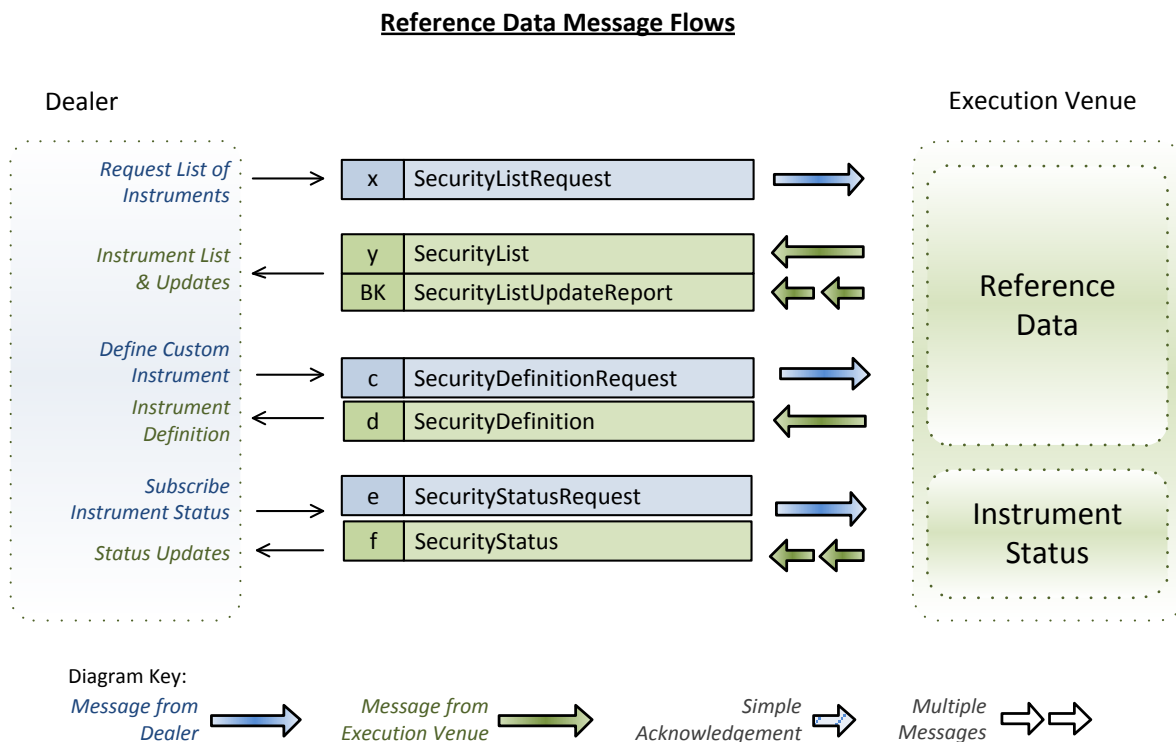 Reference Data Message Flows
Dealer
Execution Venue
Request List of
Instruments
x SecurityListRequest
Instrument List
& Updates
y SecurityList
BK SecurityListUpdateReport
Reference
Data
Define Custom
Instrument
c SecurityDefinitionRequest
Instrument
Definition
d SecurityDefinition
Subscribe
Instrument Status
e SecurityStatusRequest
Status Updates
f SecurityStatus
Instrument
Status
Diagram Key:
Message from
Dealer
Message from
Execution Venue
Simple
Acknowledgement
Multiple
Messages